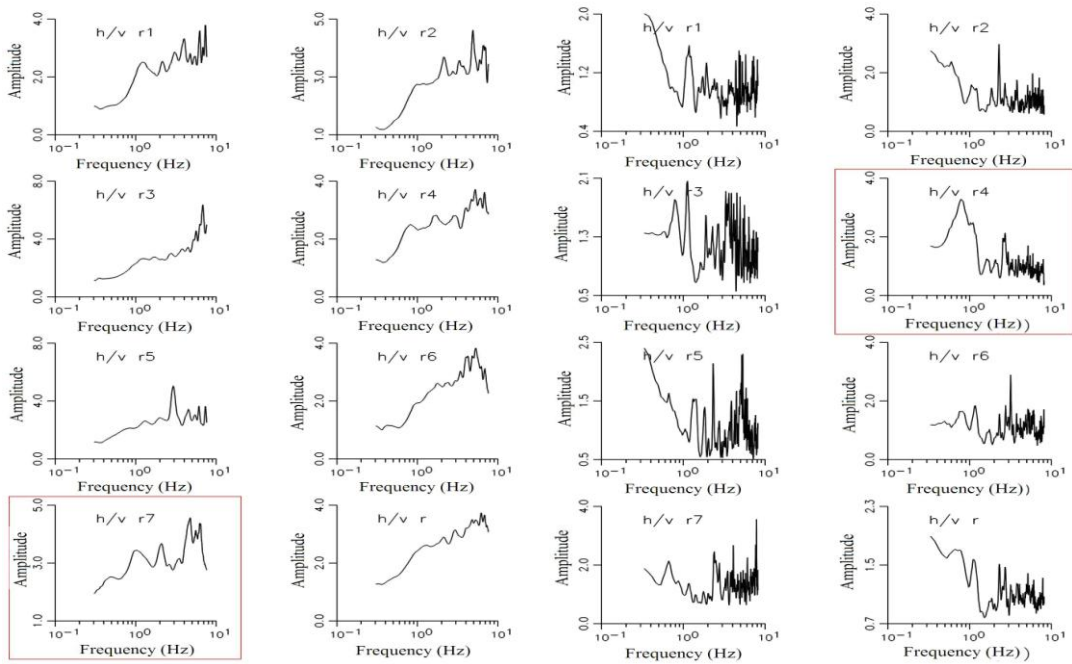 h/v r1
Amplitude
4.0
2.0
0.0
10⁻¹ 10⁰ 10¹
Frequency (Hz)
h/v r2
Amplitude
5.0
3.0
1.0
10⁻¹ 10⁰ 10¹
Frequency (Hz)
h/v r1
Amplitude
2.0
1.2
0.4
10⁻¹ 10⁰ 10¹
Frequency (Hz)
h/v r2
Amplitude
4.0
2.0
0.0
10⁻¹ 10⁰ 10¹
Frequency (Hz)
h/v r3
Amplitude
8.0
4.0
0.0
10⁻¹ 10⁰ 10¹
Frequency (Hz)
h/v r4
Amplitude
4.0
2.0
0.0
10⁻¹ 10⁰ 10¹
Frequency (Hz)
h/v r3
Amplitude
2.1
1.3
0.5
10⁻¹ 10⁰ 10¹
Frequency (Hz)
h/v r4
Amplitude
4.0
2.0
0.0
10⁻¹ 10⁰ 10¹
Frequency (Hz))
h/v r5
Amplitude
8.0
4.0
0.0
10⁻¹ 10⁰ 10¹
Frequency (Hz)
h/v r6
Amplitude
4.0
2.0
0.0
10⁻¹ 10⁰ 10¹
Frequency (Hz)
h/v r5
Amplitude
2.5
1.5
0.5
10⁻¹ 10⁰ 10¹
Frequency (Hz)
h/v r6
Amplitude
4.0
2.0
0.0
10⁻¹ 10⁰ 10¹
Frequency (Hz))
h/v r7
Amplitude
5.0
3.0
1.0
10⁻¹ 10⁰ 10¹
Frequency (Hz)
h/v r
Amplitude
4.0
2.0
0.0
10⁻¹ 10⁰ 10¹
Frequency (Hz)
h/v r7
Amplitude
4.0
2.0
0.0
10⁻¹ 10⁰ 10¹
Frequency (Hz)
h/v r
Amplitude
2.3
1.5
0.7
10⁻¹ 10⁰ 10¹
Frequency (Hz))